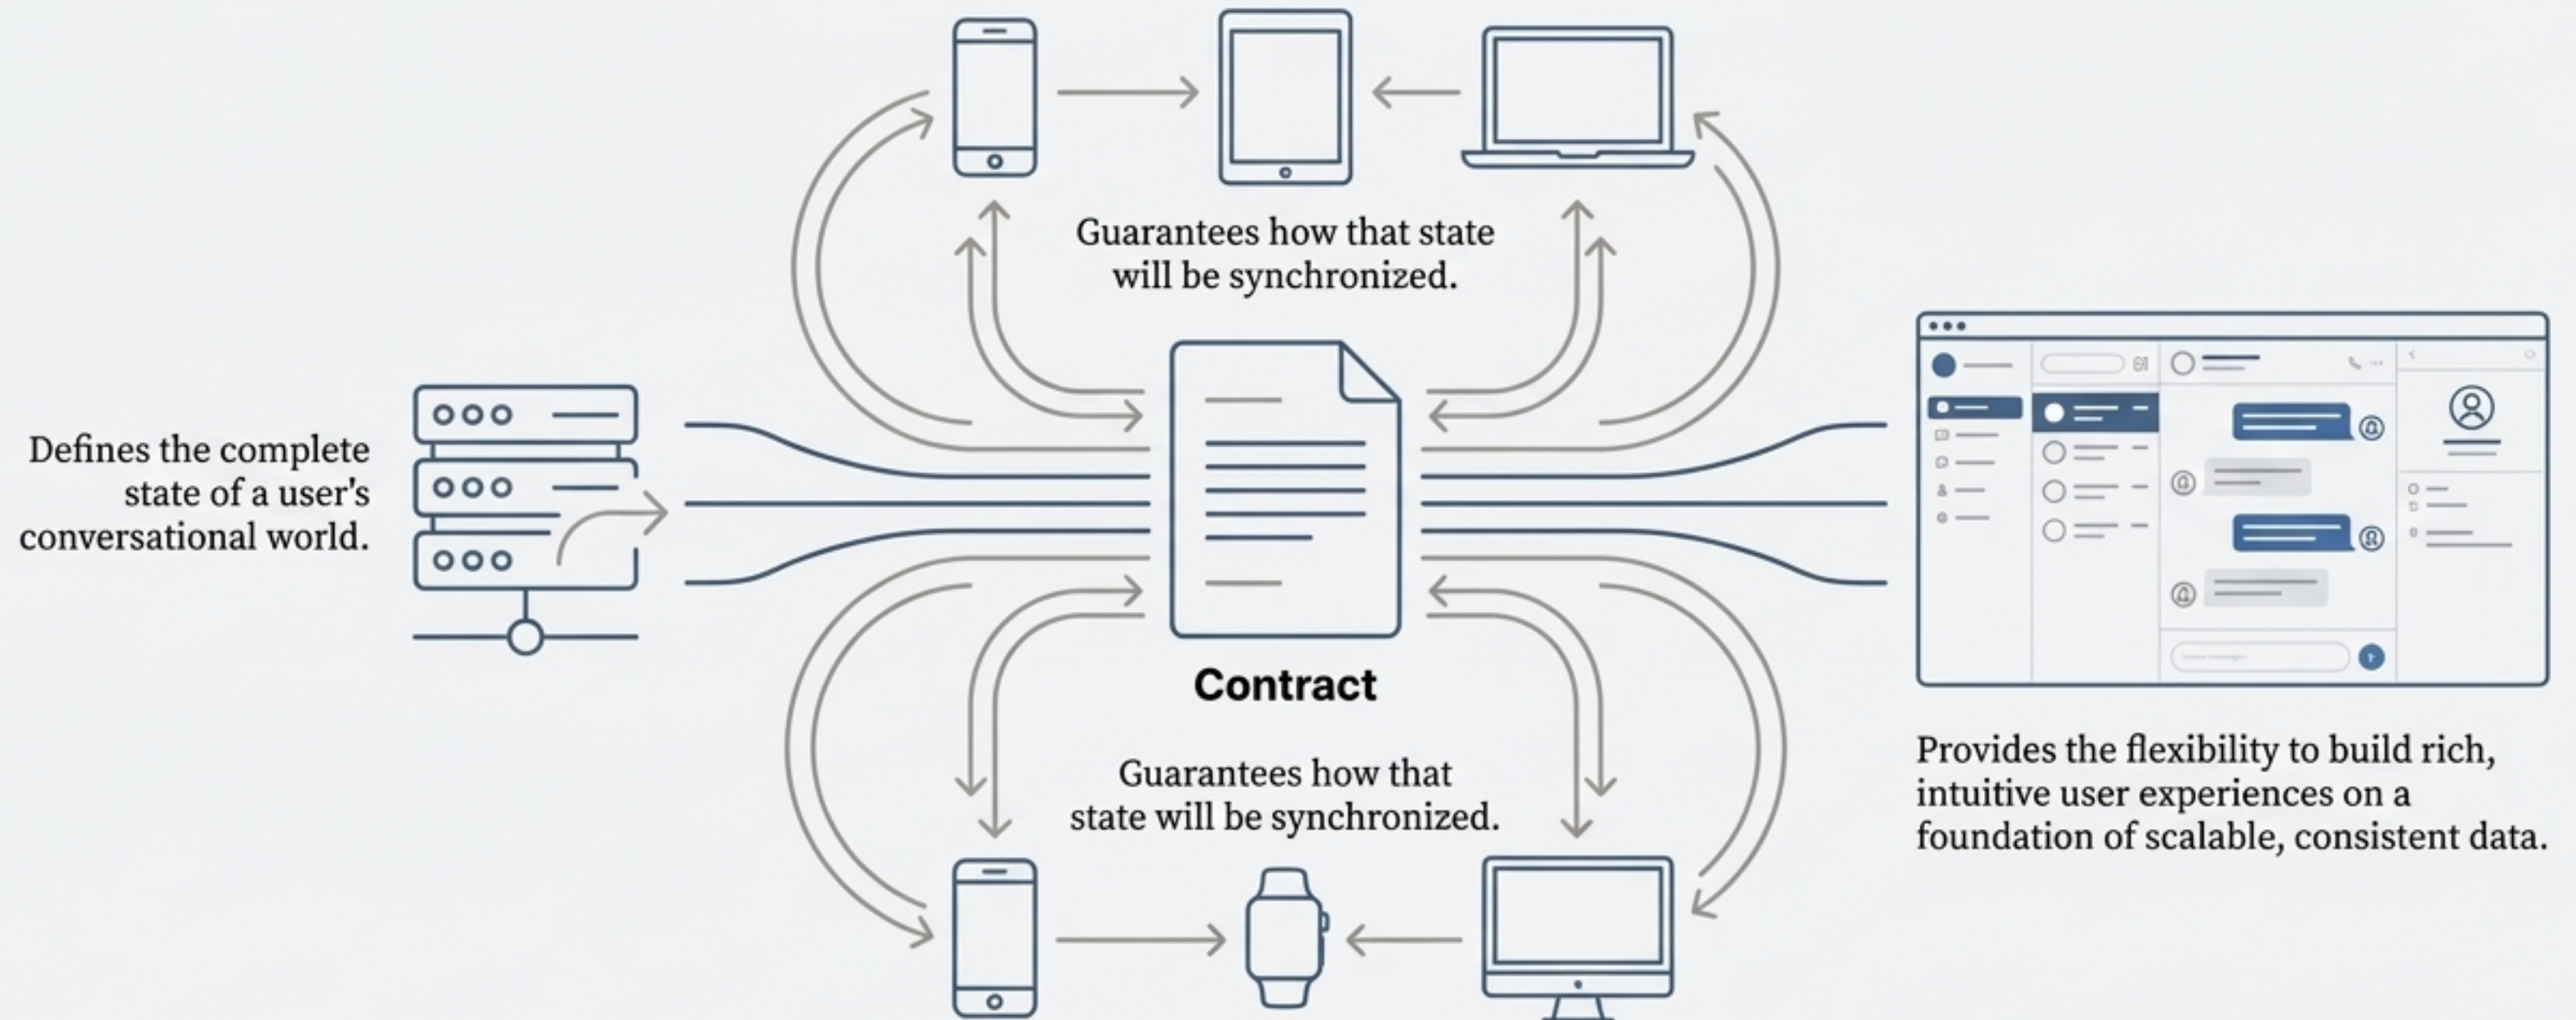 Guarantees how that state
will be synchronized.
Defines the complete
state of a user's
conversational world.
Contract
Guarantees how that
state will be synchronized.
Provides the flexibility to build rich,
intuitive user experiences on a
foundation of scalable, consistent data.